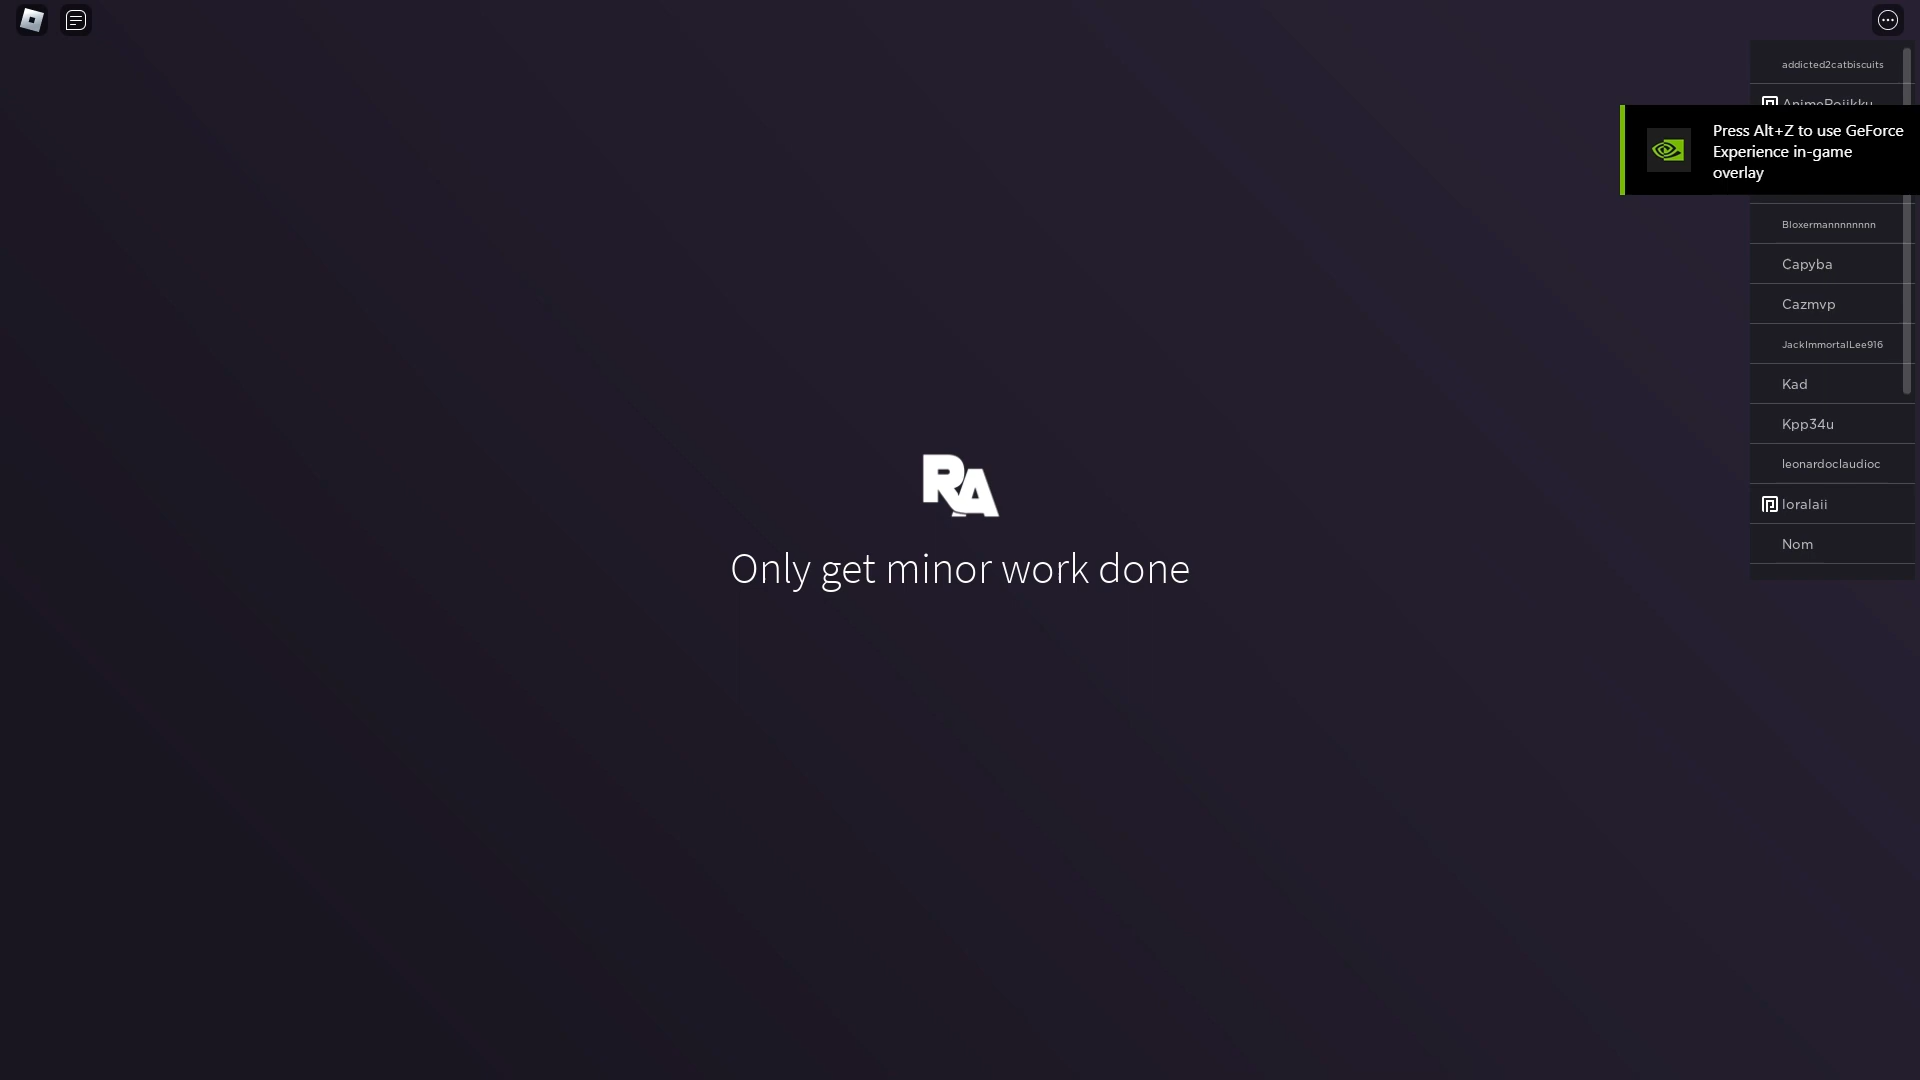 addicted2catbiscuits
AnimeRojikku
Press Alt+Z to use GeForce
Experience in-game
overlay
Bloxermannnnnnnn
Capyba
Cazmvp
JackImmortalLee916
Kad
Kpp34u
leonardoclaudioc
loralaii
Nom
RA
Only get minor work done